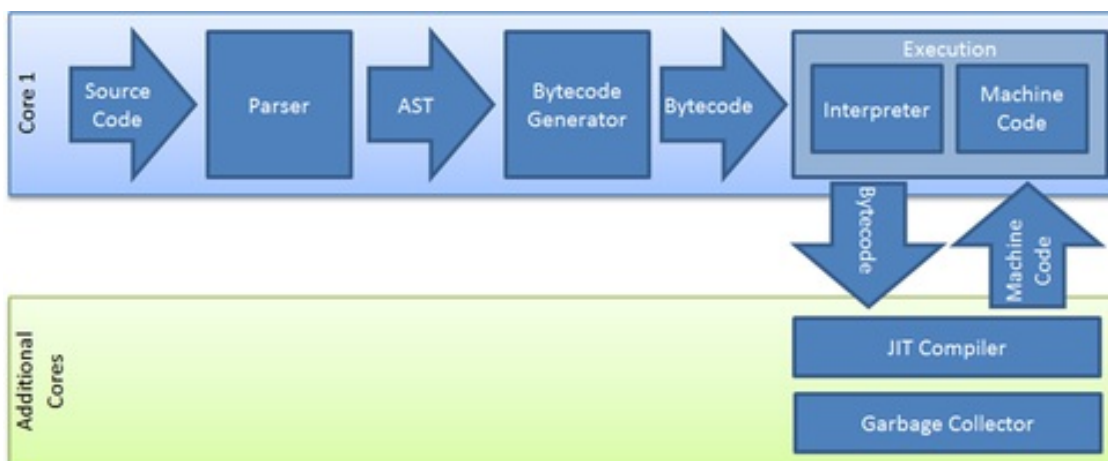 Core 1
Source
Code
Parser
AST
Bytecode
Generator
Bytecode
Execution
Interpreter
Machine
Code
Bytecode
Machine
Code
Additional
Cores
JIT Compiler
Garbage Collector